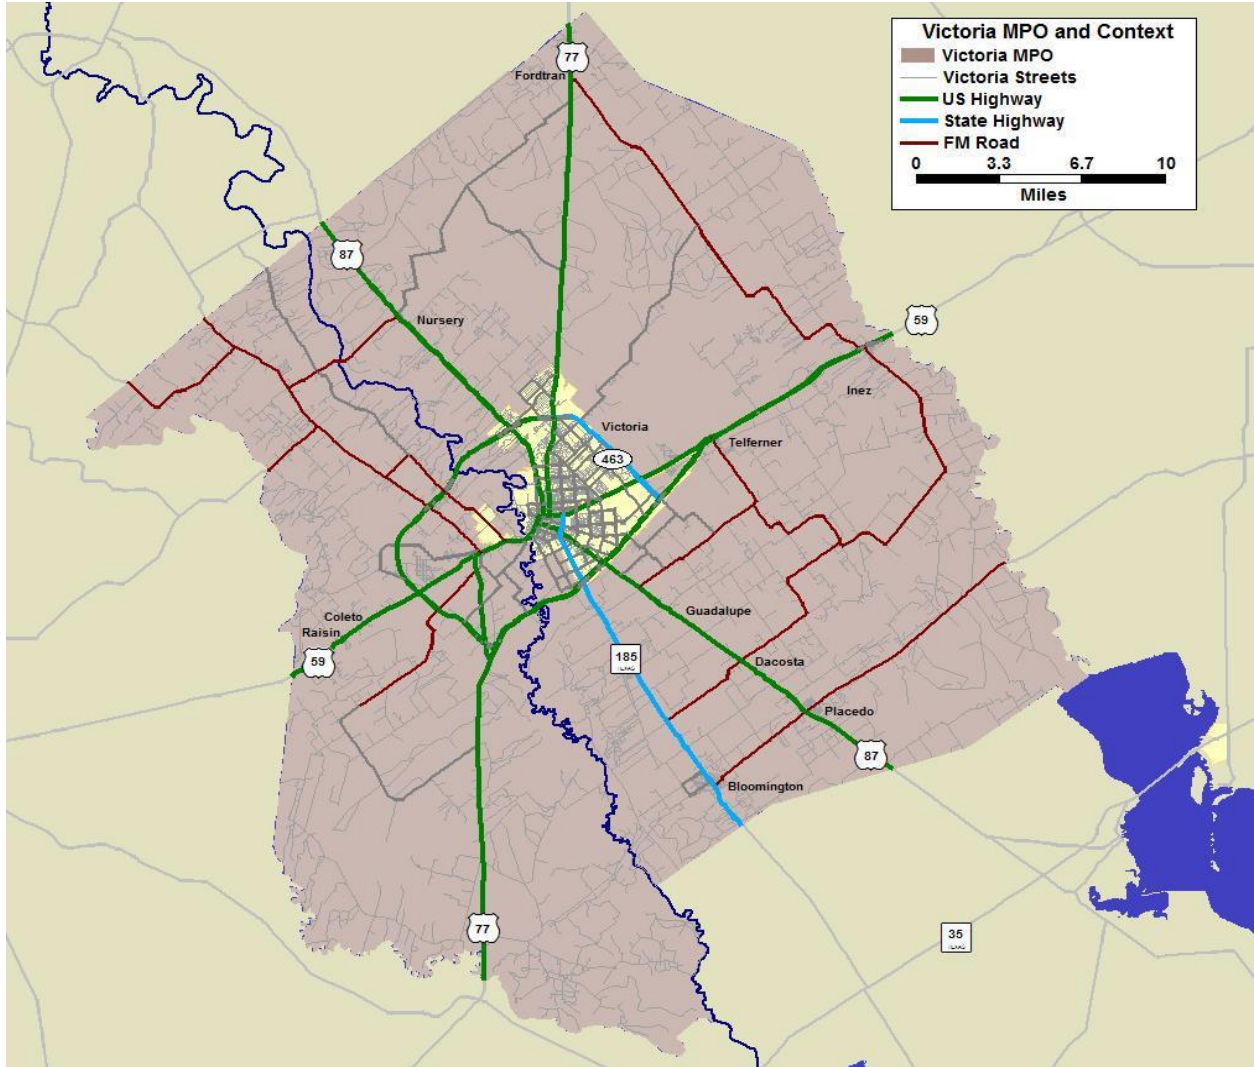 Victoria MPO and Context
Victoria MPO
Victoria Streets
US Highway
State Highway
FM Road
0 3.3 6.7 10
Miles
77
Fordtran
87
Nursery
59
Inez
Victoria
Telferner
463
Coleto
Raisin
59
Guadalupe
185
TEXAS
Dacosta
Placedo
87
Bloomington
77
35
TEXAS